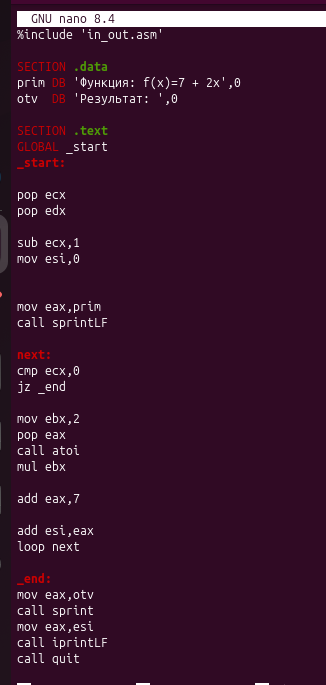 GNU nano 8.4
%include 'in_out.asm'
SECTION .data
prim DB 'Функция: f(x)=7 + 2x',0
otv  DB 'Результат: ',0
SECTION .text
GLOBAL _start
_start:
pop ecx
pop edx
sub ecx,1
mov esi,0
mov eax,prim
call sprintLF
next:
cmp ecx,0
jz _end
mov ebx,2
pop eax
call atoi
mul ebx
add eax,7
add esi,eax
loop next
_end:
mov eax,otv
call sprint
mov eax,esi
call iprintLF
call quit